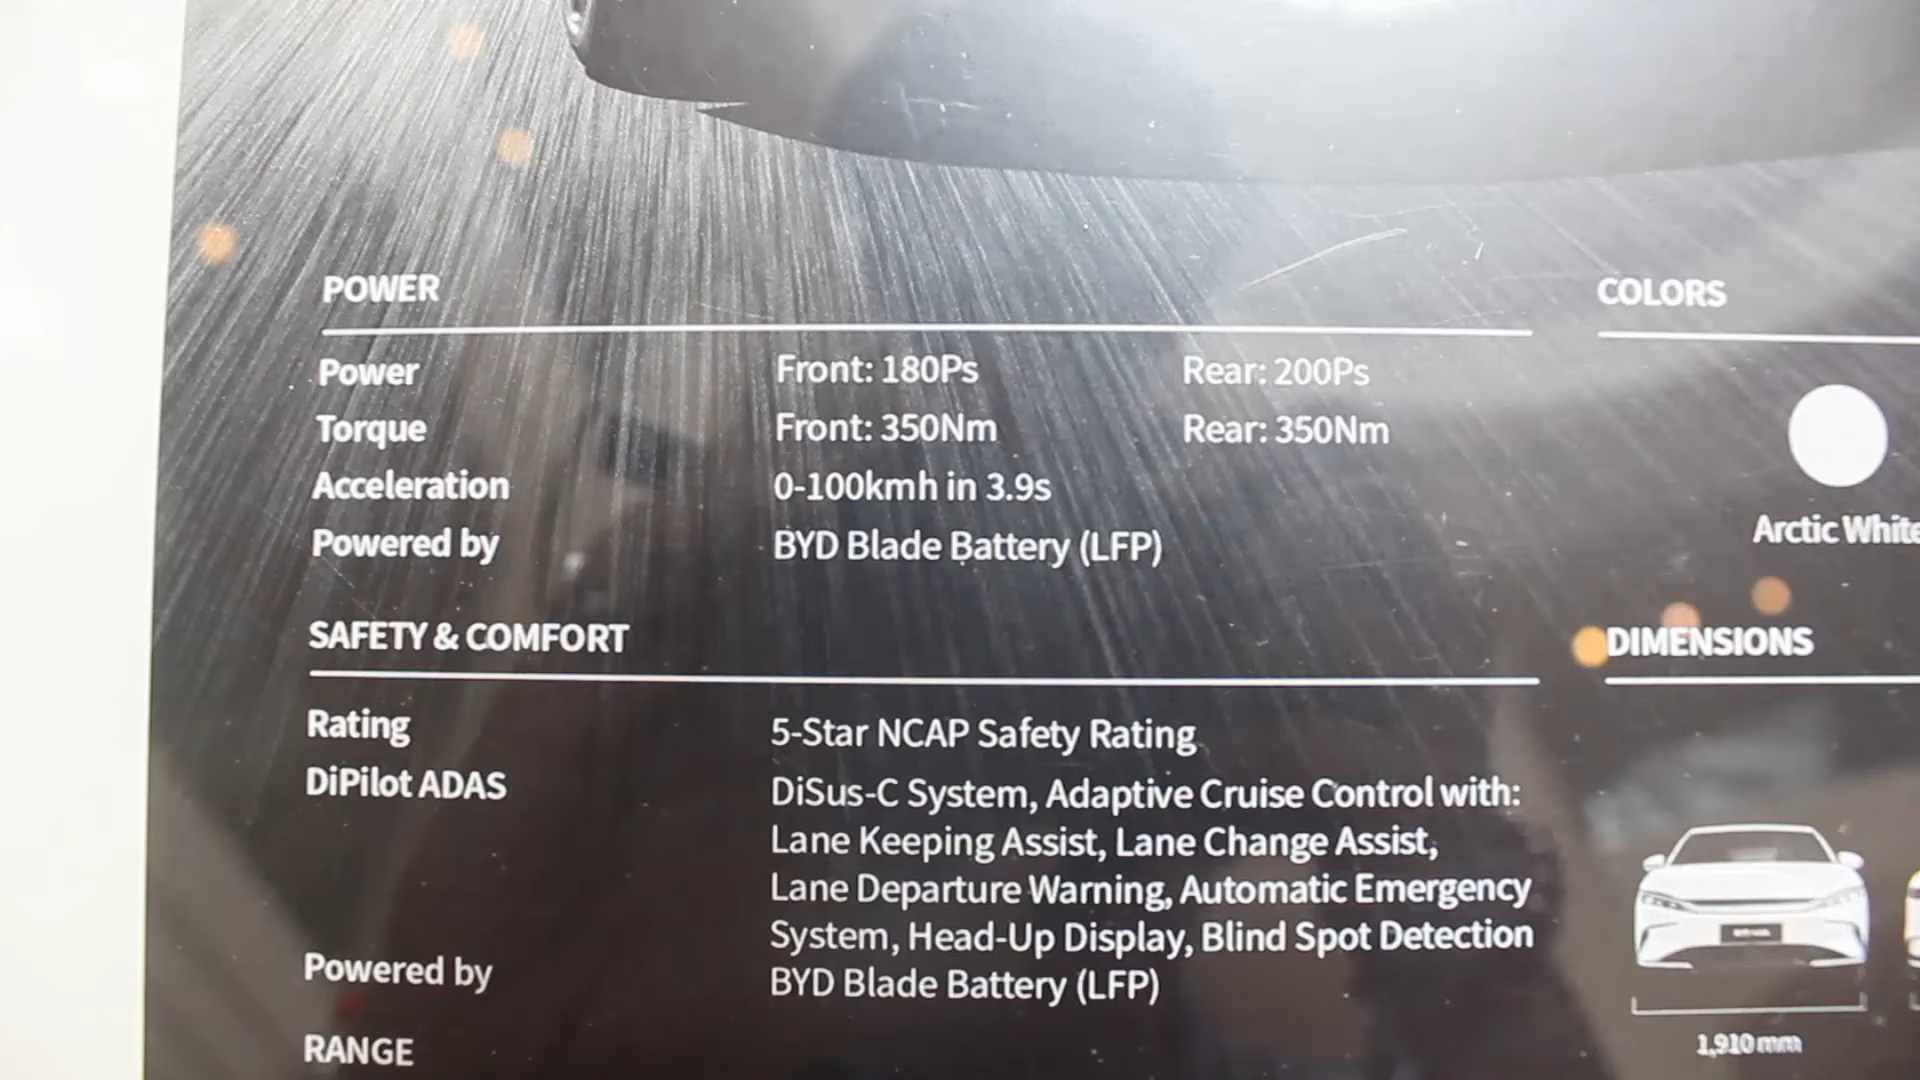 POWER
Power Front: 180Ps Rear: 200Ps
Torque Front: 350Nm Rear: 350Nm
Acceleration 0-100kmh in 3.9s
Powered by BYD Blade Battery (LFP)
SAFETY & COMFORT
Rating 5-Star NCAP Safety Rating
DiPilot ADAS DiSus-C System, Adaptive Cruise Control with:
Lane Keeping Assist, Lane Change Assist,
Lane Departure Warning, Automatic Emergency
System, Head-Up Display, Blind Spot Detection
Powered by BYD Blade Battery (LFP)
RANGE
COLORS
Arctic White
DIMENSIONS
1,910 mm